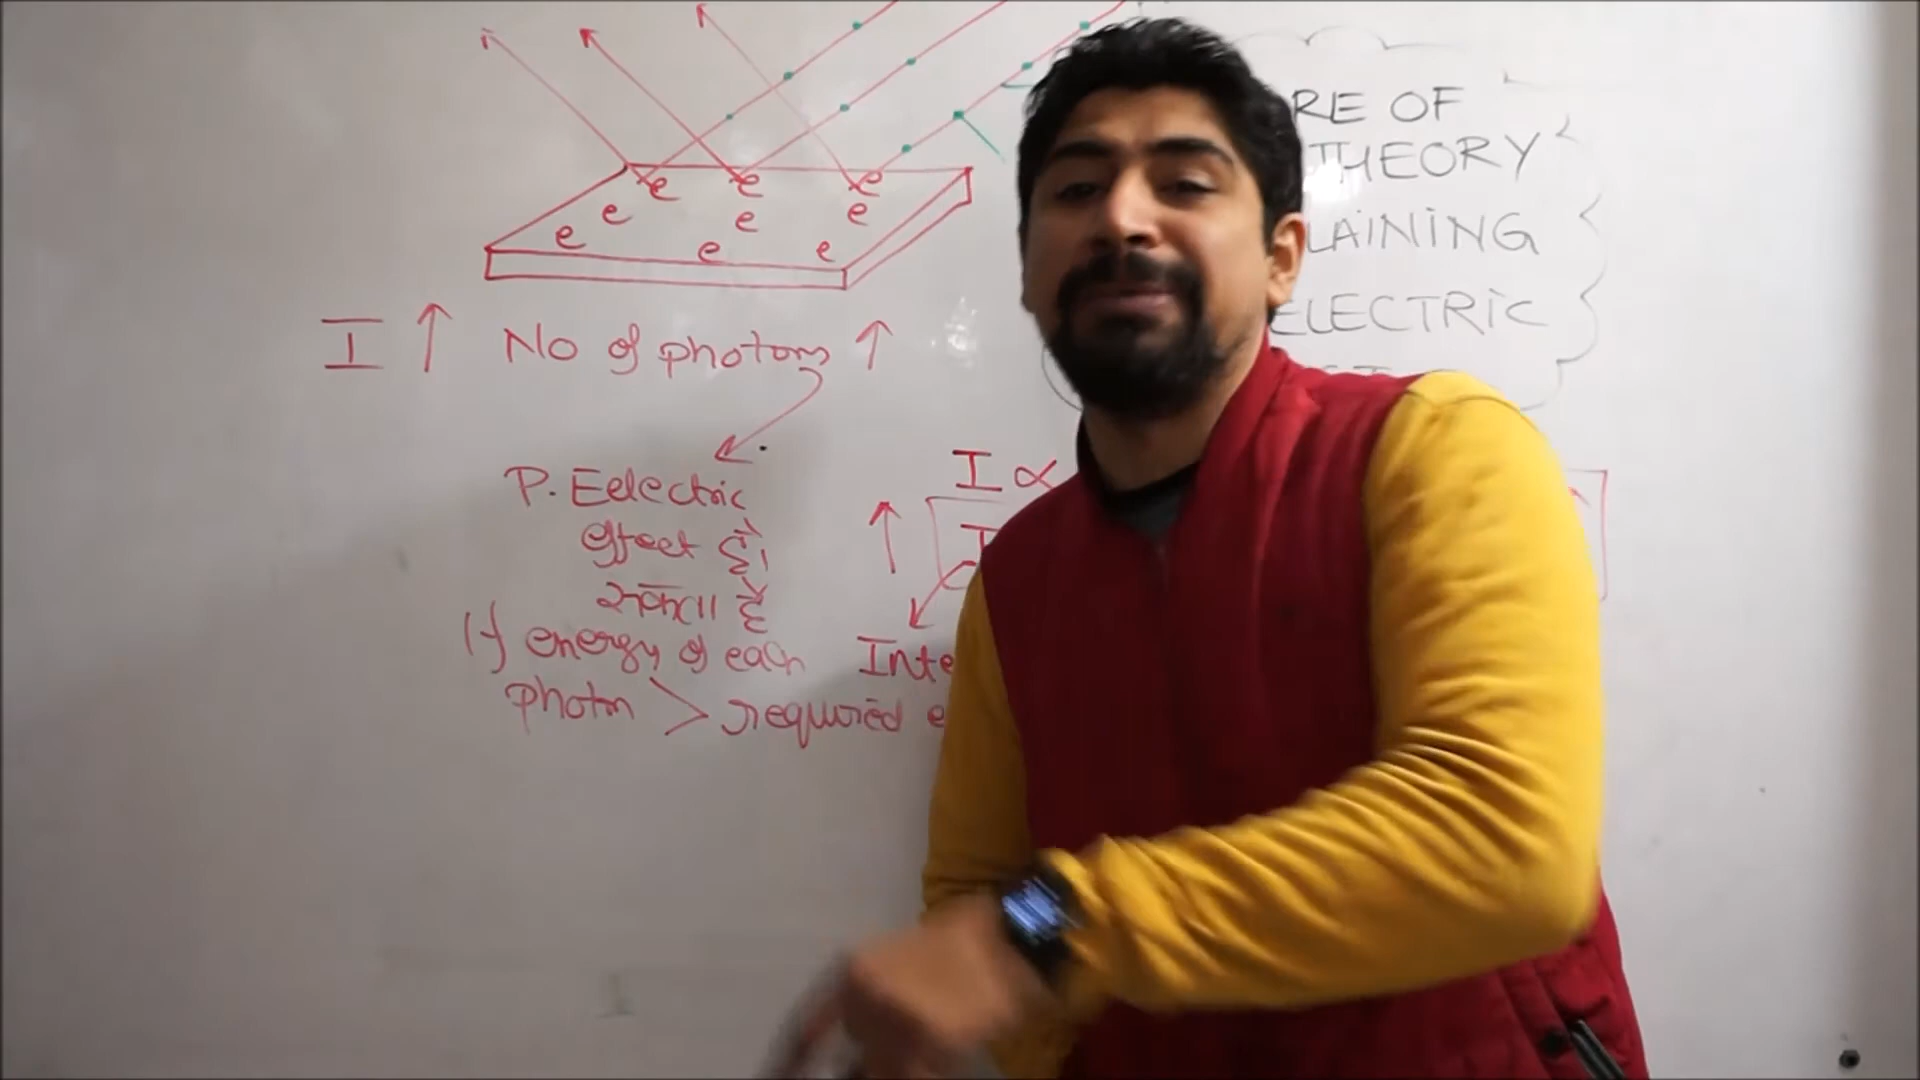 e e e
e e e
e e e
I ↑ No of photons ↑
P. Eelectric
effect हो
सकता है
if energy of each
photon > required e
I ∝
↑ I
Inte
RE OF
THEORY
LAINING
ELECTRIC